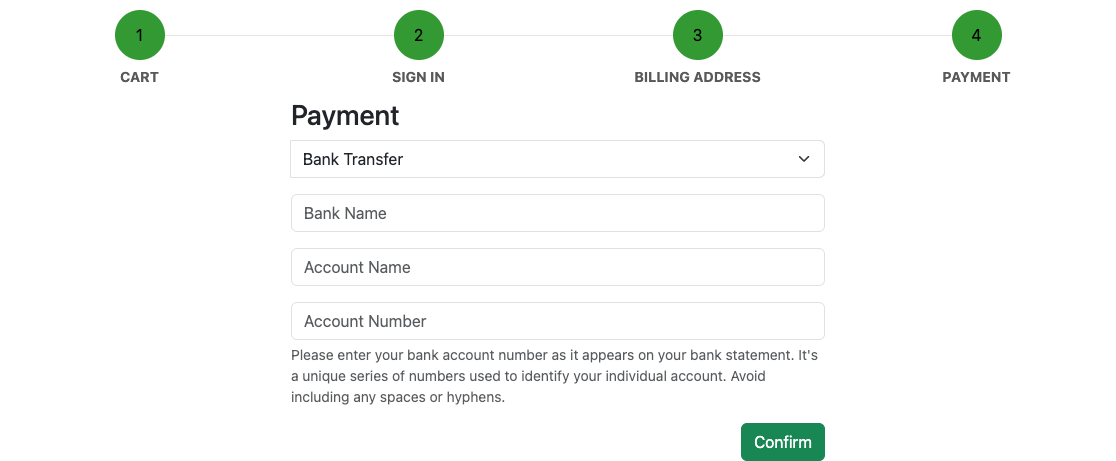 1
2
3
4
CART
SIGN IN
BILLING ADDRESS
PAYMENT
Payment
Bank Transfer
Bank Name
Account Name
Account Number
Please enter your bank account number as it appears on your bank statement. It's
a unique series of numbers used to identify your individual account. Avoid
including any spaces or hyphens.
Confirm